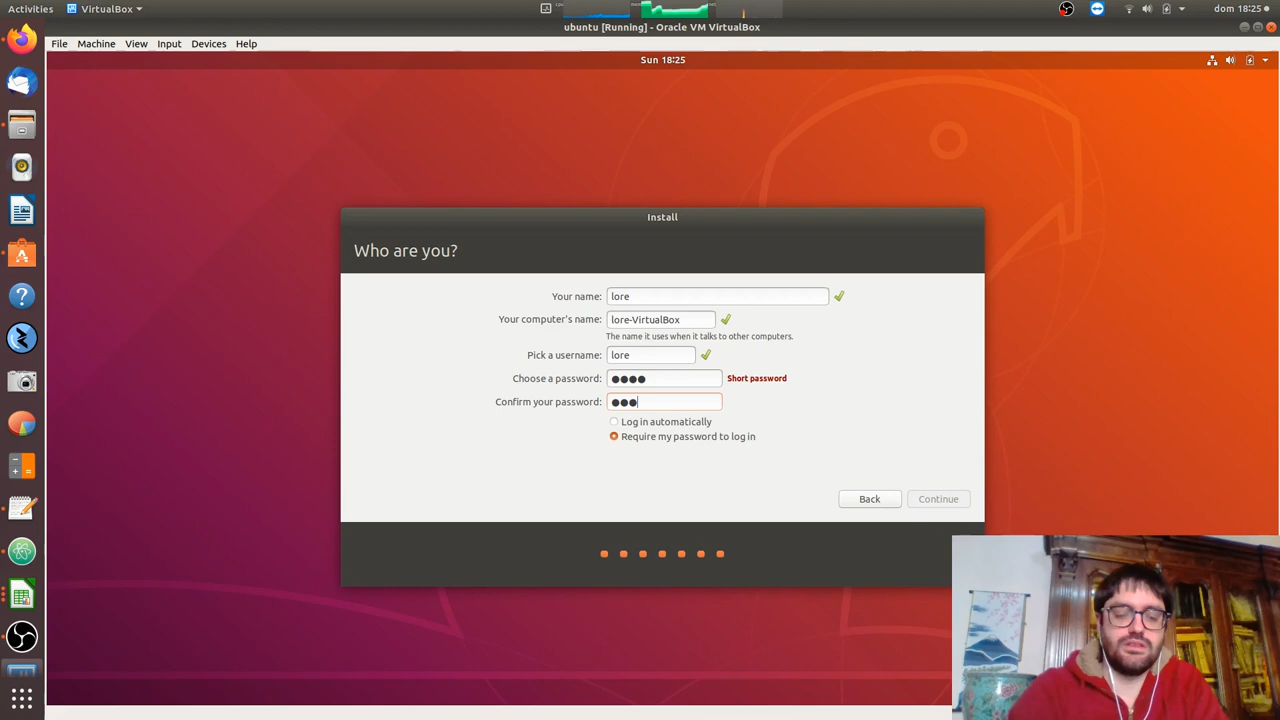 Activities VirtualBox dom 18:25
ubuntu [Running] - Oracle VM VirtualBox
File Machine View Input Devices Help
Sun 18:25
Install
Who are you?
Your name: lore
Your computer's name: lore-VirtualBox
The name it uses when it talks to other computers.
Pick a username: lore
Choose a password: ●●●● Short password
Confirm your password: ●●●
Log in automatically
Require my password to log in
Back Continue